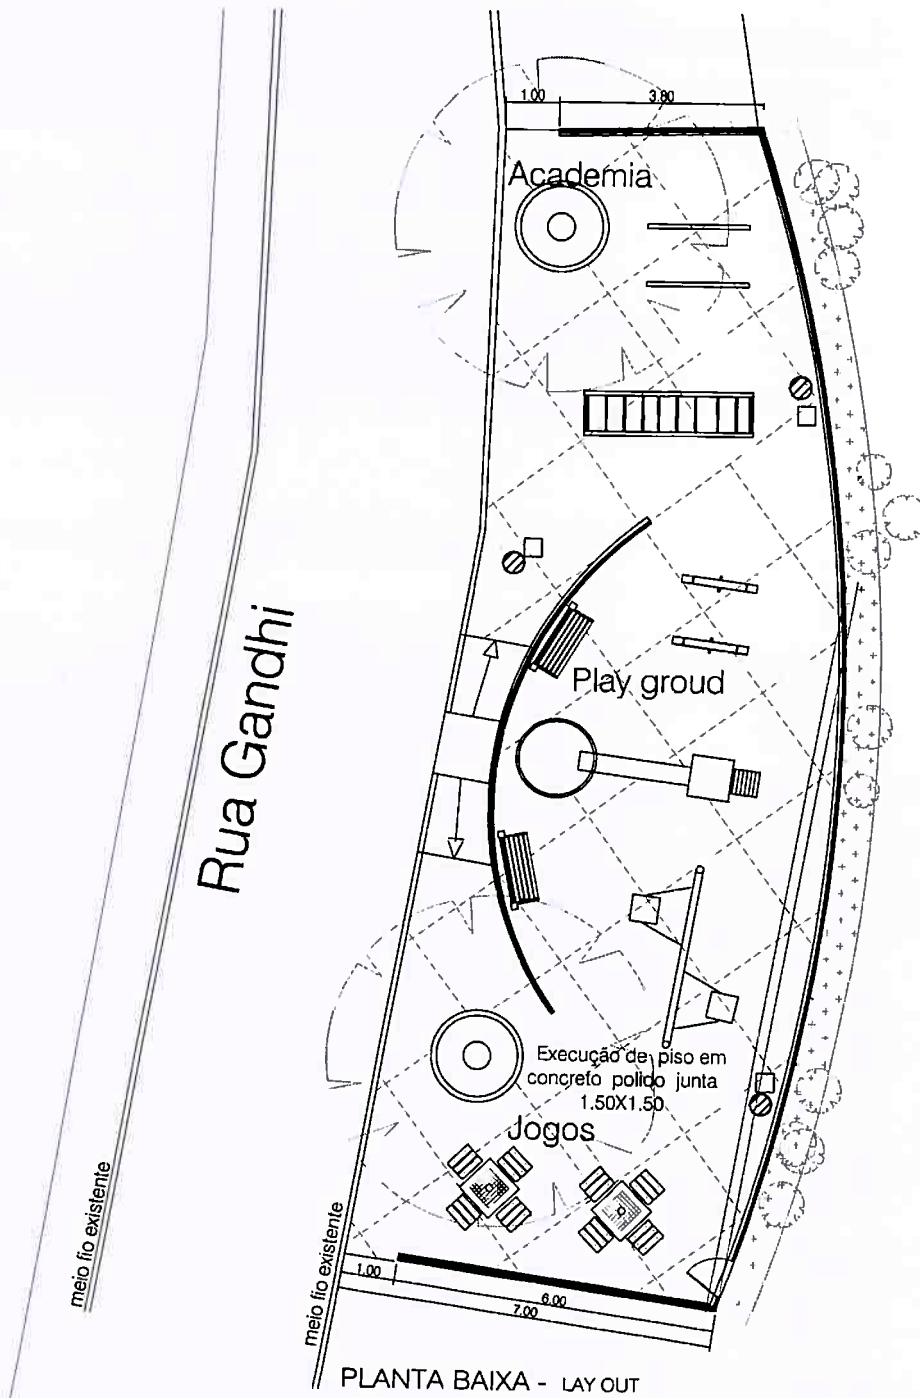 1.00
3.80
Academia
Rua Gandhi
Play groud
Execução de piso em
concreto polido junta
1.50X1.50
Jogos
meio fio existente
meio fio existente
1.00
6.00
7.00
PLANTA BAIXA - LAY OUT